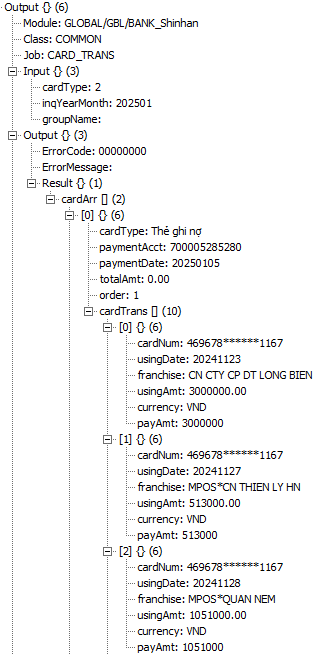 Output {} (6)
Module: GLOBAL/GBL/BANK_Shinhan
Class: COMMON
Job: CARD_TRANS
Input {} (3)
cardType: 2
inqYearMonth: 202501
groupName:
Output {} (3)
ErrorCode: 00000000
ErrorMessage:
Result {} (1)
cardArr [] (2)
[0] {} (6)
cardType: Thẻ ghi nợ
paymentAcct: 700005285280
paymentDate: 20250105
totalAmt: 0.00
order: 1
cardTrans [] (10)
[0] {} (6)
cardNum: 469678******1167
usingDate: 20241123
franchise: CN CTY CP DT LONG BIEN
usingAmt: 3000000.00
currency: VND
payAmt: 3000000
[1] {} (6)
cardNum: 469678******1167
usingDate: 20241127
franchise: MPOS*CN THIEN LY HN
usingAmt: 513000.00
currency: VND
payAmt: 513000
[2] {} (6)
cardNum: 469678******1167
usingDate: 20241128
franchise: MPOS*QUAN NEM
usingAmt: 1051000.00
currency: VND
payAmt: 1051000